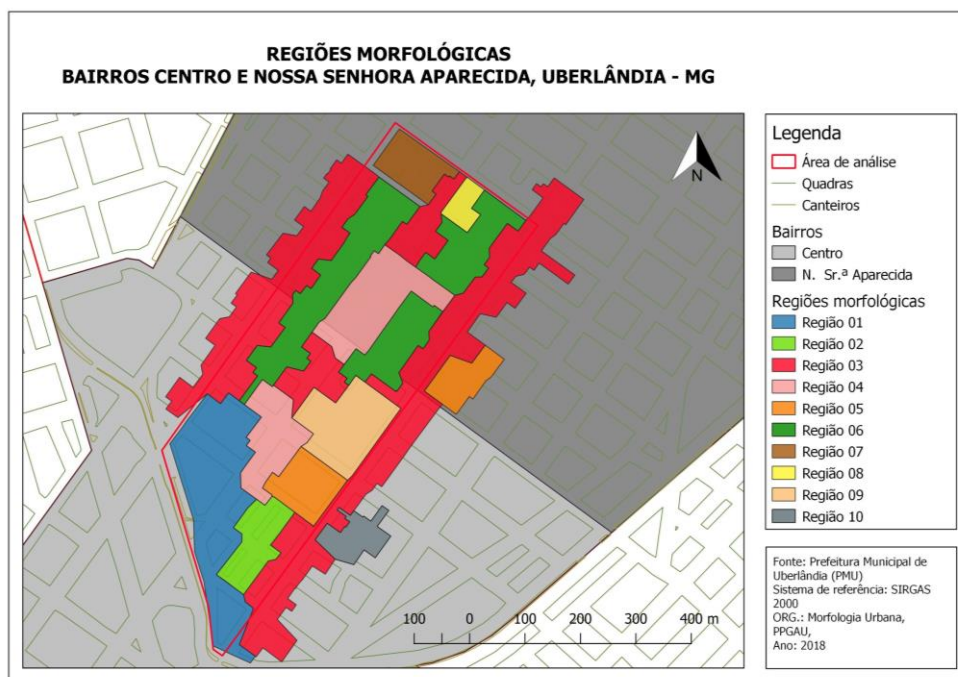 REGIÕES MORFOLÓGICAS
BAIRROS CENTRO E NOSSA SENHORA APARECIDA, UBERLÂNDIA - MG
N
100 0 100 200 300 400 m
Legenda
Área de análise
Quadras
Canteiros
Bairros
Centro
N. Sr.ª Aparecida
Regiões morfológicas
Região 01
Região 02
Região 03
Região 04
Região 05
Região 06
Região 07
Região 08
Região 09
Região 10
Fonte: Prefeitura Municipal de
Uberlândia (PMU)
Sistema de referência: SIRGAS
2000
ORG.: Morfologia Urbana,
PPGAU,
Ano: 2018